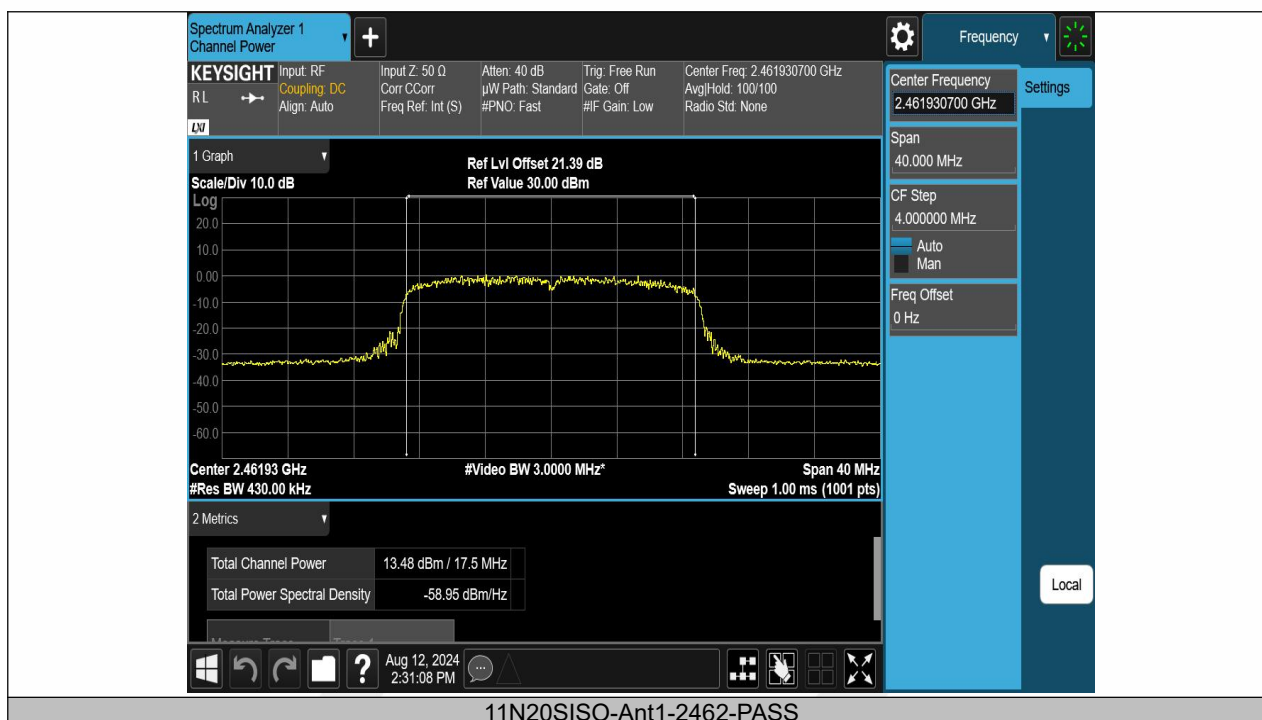 Spectrum Analyzer 1
Channel Power
Frequency
KEYSIGHT
RL
LXI
Input: RF
Coupling: DC
Align: Auto
Input Z: 50 Ω
Corr CCorr
Freq Ref: Int (S)
Atten: 40 dB
µW Path: Standard
#PNO: Fast
Trig: Free Run
Gate: Off
#IF Gain: Low
Center Freq: 2.461930700 GHz
Avg|Hold: 100/100
Radio Std: None
Center Frequency
2.461930700 GHz
Settings
Span
40.000 MHz
CF Step
4.000000 MHz
Auto
Man
Freq Offset
0 Hz
Local
1 Graph
Scale/Div 10.0 dB
Ref Lvl Offset 21.39 dB
Ref Value 30.00 dBm
Log
20.0
10.0
0.00
-10.0
-20.0
-30.0
-40.0
-50.0
-60.0
Center 2.46193 GHz
#Video BW 3.0000 MHz*
Span 40 MHz
#Res BW 430.00 kHz
Sweep 1.00 ms (1001 pts)
2 Metrics
Total Channel Power 13.48 dBm / 17.5 MHz
Total Power Spectral Density -58.95 dBm/Hz
?
Aug 12, 2024
2:31:08 PM
11N20SISO-Ant1-2462-PASS